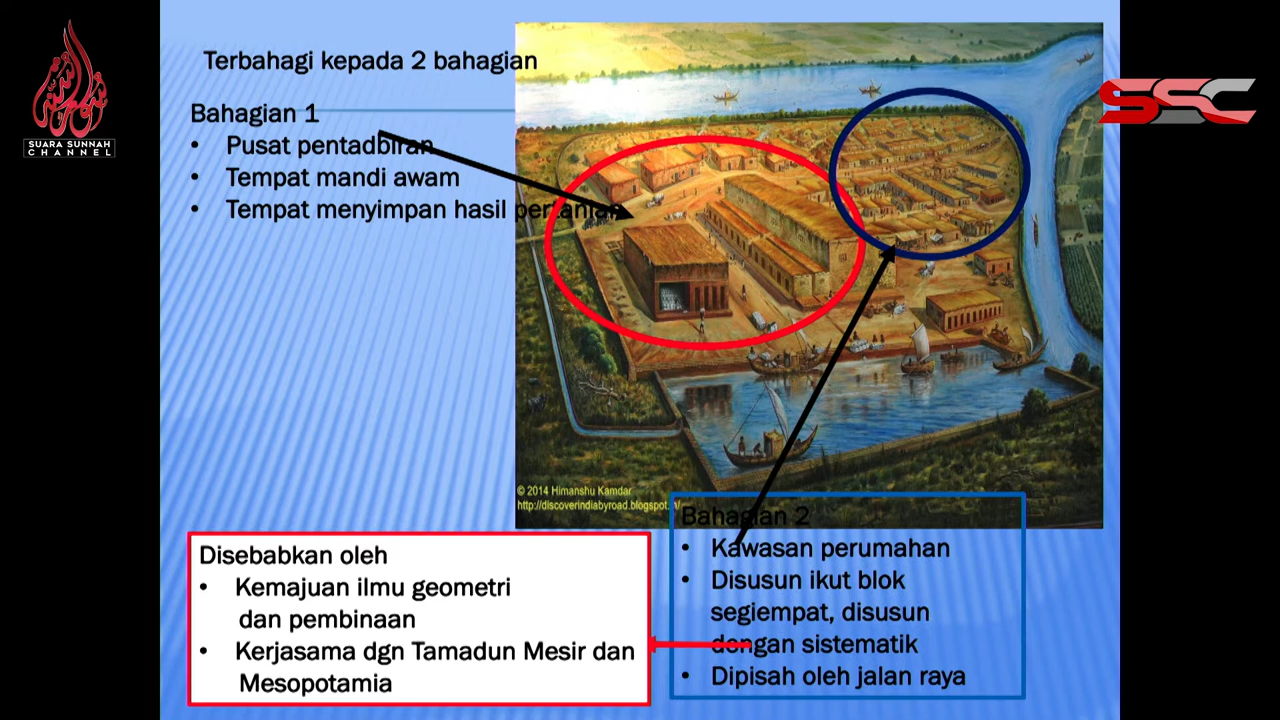 Terbahagi kepada 2 bahagian
Bahagian 1
• Pusat pentadbiran
• Tempat mandi awam
• Tempat menyimpan hasil pertanian
SUARA SUNNAH
CHANNEL
SSC
© 2014 Himanshu Kamdar
http://discoverindiabyroad.blogspot.in/
Bahagian 2
• Kawasan perumahan
• Disusun ikut blok
segiempat, disusun
dengan sistematik
• Dipisah oleh jalan raya
Disebabkan oleh
• Kemajuan ilmu geometri
dan pembinaan
• Kerjasama dgn Tamadun Mesir dan
Mesopotamia